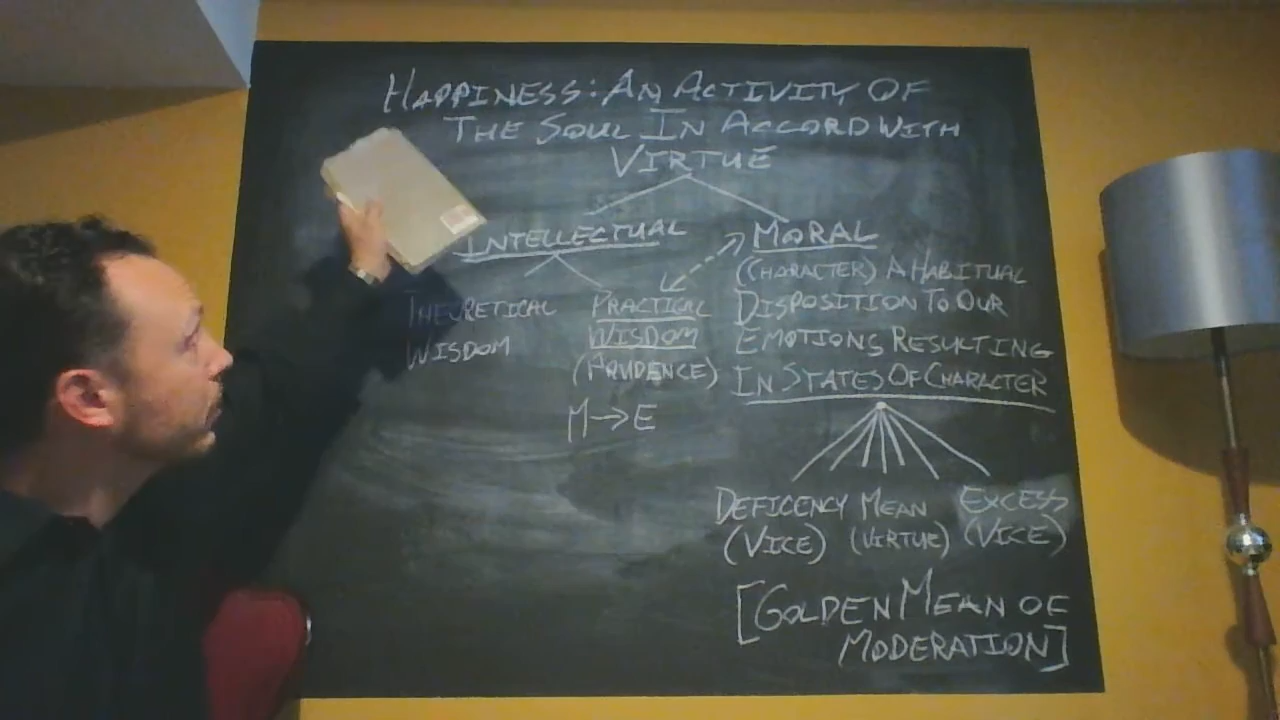 HAPPINESS: AN ACTIVITY OF
THE SOUL IN ACCORD WITH
VIRTUE
INTELLECTUAL
MORAL
THEORETICAL
WISDOM
PRACTICAL
WISDOM
(PRUDENCE)
M→E
(CHARACTER) A HABITUAL
DISPOSITION TO OUR
EMOTIONS RESULTING
IN STATES OF CHARACTER
DEFICENCY MEAN EXCESS
(VICE) (VIRTUE) (VICE)
[GOLDEN MEAN OF
MODERATION]